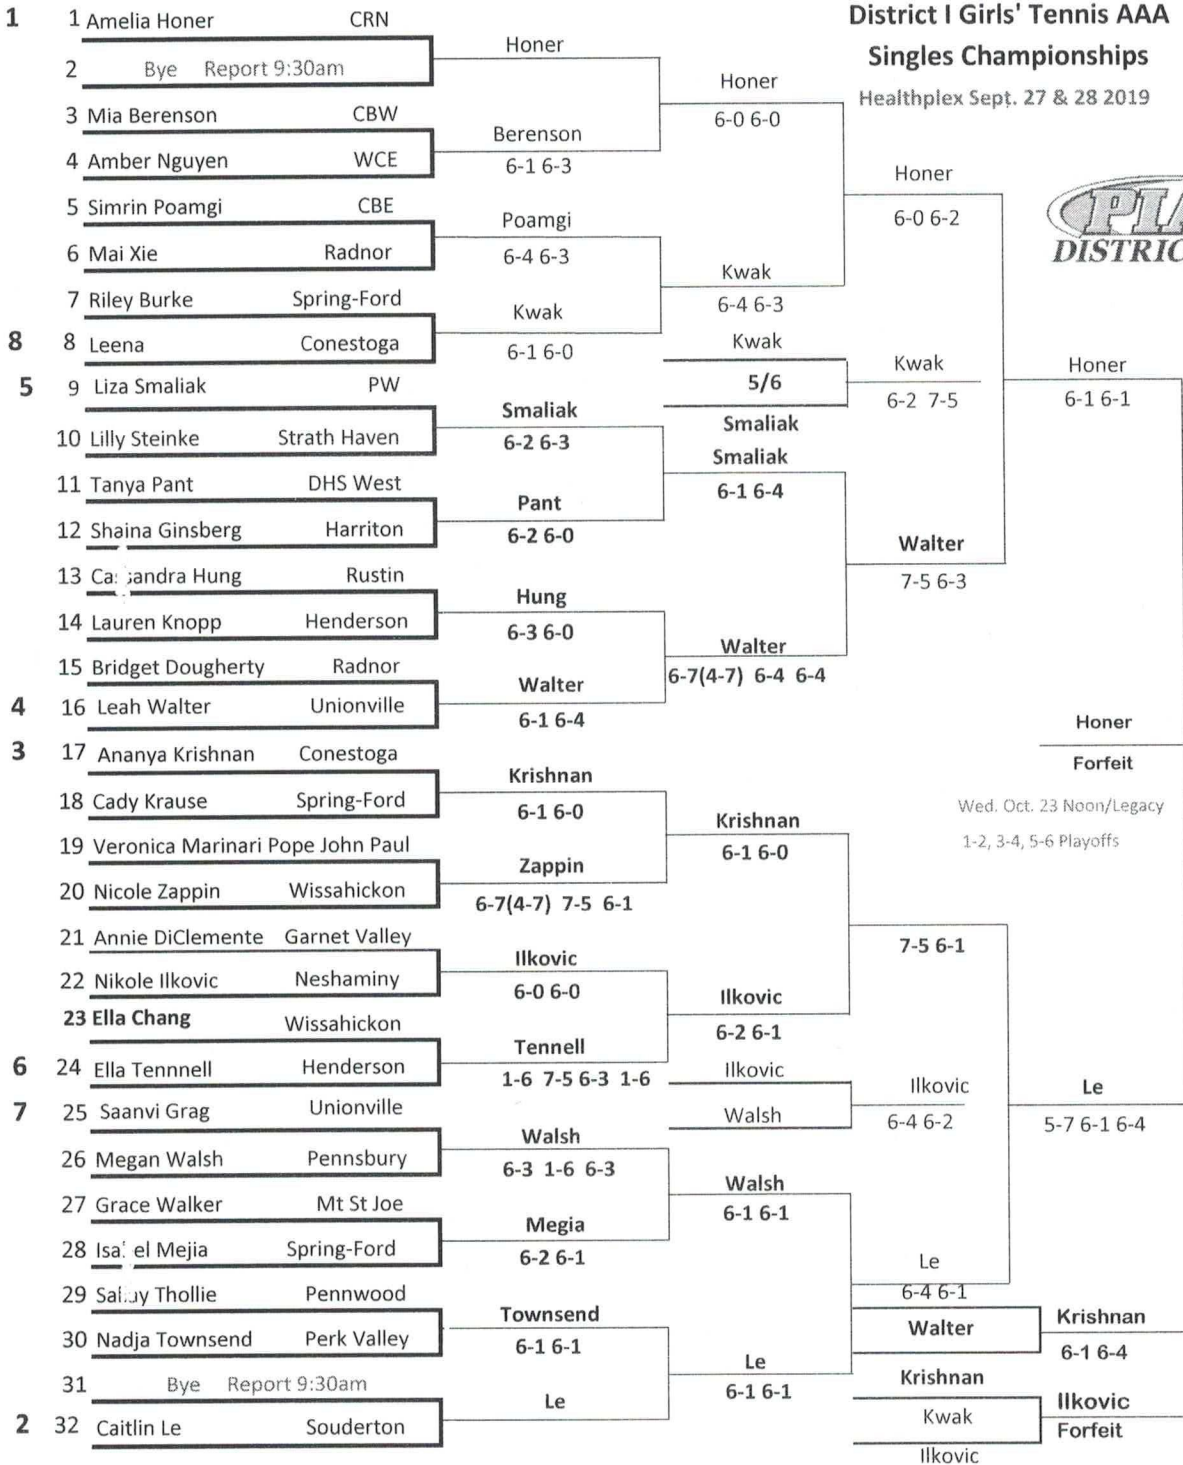 District I Girls' Tennis AAA
Singles Championships
Healthplex Sept. 27 & 28 2019
PIA
DISTRIC
1 1 Amelia Honer CRN
2 Bye Report 9:30am
3 Mia Berenson CBW
4 Amber Nguyen WCE
5 Simrin Poamgi CBE
6 Mai Xie Radnor
7 Riley Burke Spring-Ford
8 8 Leena Conestoga
5 9 Liza Smaliak PW
10 Lilly Steinke Strath Haven
11 Tanya Pant DHS West
12 Shaina Ginsberg Harriton
13 Ca andra Hung Rustin
14 Lauren Knopp Henderson
15 Bridget Dougherty Radnor
4 16 Leah Walter Unionville
3 17 Ananya Krishnan Conestoga
18 Cady Krause Spring-Ford
19 Veronica Marinari Pope John Paul
20 Nicole Zappin Wissahickon
21 Annie DiClemente Garnet Valley
22 Nikole Ilkovic Neshaminy
23 Ella Chang Wissahickon
6 24 Ella Tennnell Henderson
7 25 Saanvi Grag Unionville
26 Megan Walsh Pennsbury
27 Grace Walker Mt St Joe
28 Isa el Mejia Spring-Ford
29 Sa y Thollie Pennwood
30 Nadja Townsend Perk Valley
31 Bye Report 9:30am
2 32 Caitlin Le Souderton
Honer
Berenson
6-1 6-3
Poamgi
6-4 6-3
Kwak
6-1 6-0
Smaliak
6-2 6-3
Pant
6-2 6-0
Hung
6-3 6-0
Walter
6-1 6-4
Krishnan
6-1 6-0
Zappin
6-7(4-7) 7-5 6-1
Ilkovic
6-0 6-0
Tennell
1-6 7-5 6-3 1-6
Walsh
6-3 1-6 6-3
Megia
6-2 6-1
Townsend
6-1 6-1
Le
Honer
6-0 6-0
Kwak
6-4 6-3
Kwak
5/6
Smaliak
Smaliak
6-1 6-4
Walter
6-7(4-7) 6-4 6-4
Krishnan
6-1 6-0
Ilkovic
6-2 6-1
Ilkovic
Walsh
Walsh
6-1 6-1
Le
6-1 6-1
Honer
6-0 6-2
Kwak
6-2 7-5
Walter
7-5 6-3
7-5 6-1
Ilkovic
6-4 6-2
Le
6-4 6-1
Walter
Krishnan
Kwak
Ilkovic
Honer
6-1 6-1
Honer
Forfeit
Wed. Oct. 23 Noon/Legacy
1-2, 3-4, 5-6 Playoffs
Le
5-7 6-1 6-4
Krishnan
6-1 6-4
Ilkovic
Forfeit